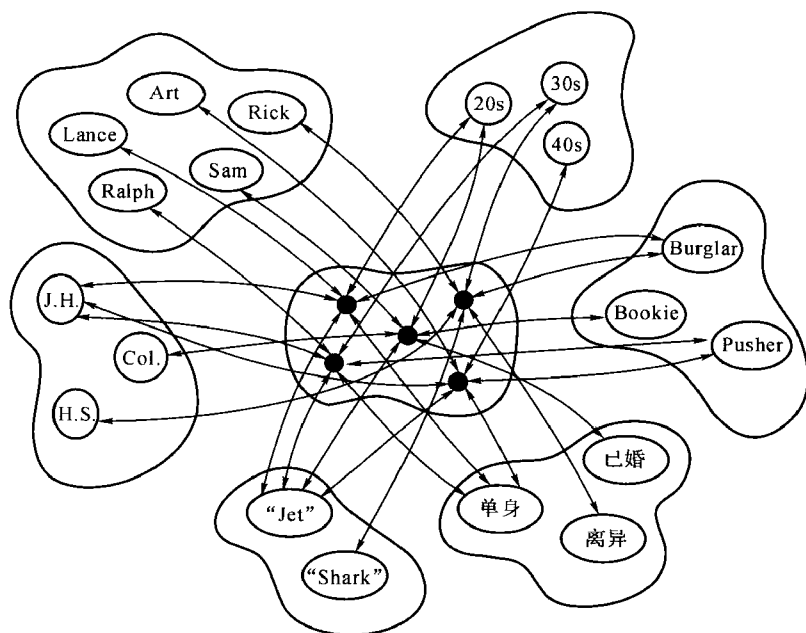 Art
Rick
Lance
Sam
Ralph
20s
30s
40s
Burglar
Bookie
Pusher
J.H.
Col.
H.S.
"Jet"
"Shark"
已婚
单身
离异